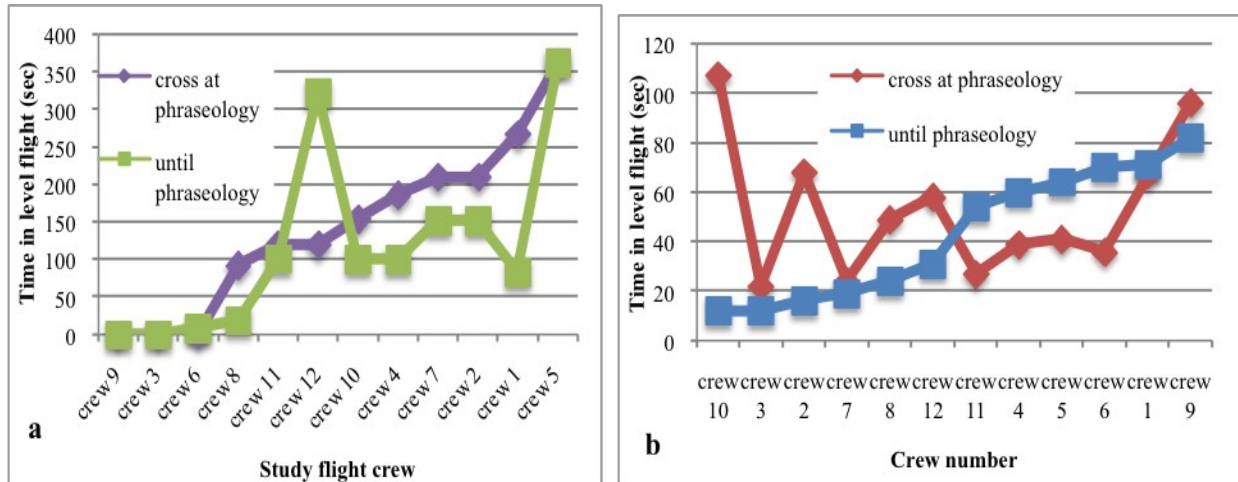 400
350
300
250
200
150
100
50
0
Time in level flight (sec)
cross at
phraseology
until
phraseology
crew 9
crew 3
crew 6
crew 8
crew 11
crew 12
crew 10
crew 4
crew 7
crew 2
crew 1
crew 5
a
Study flight crew
120
100
80
60
40
20
0
Time in level flight (sec)
cross at phraseology
until phraseology
crew crew crew crew crew crew crew crew crew crew crew crew
10 3 2 7 8 12 11 4 5 6 1 9
b
Crew number